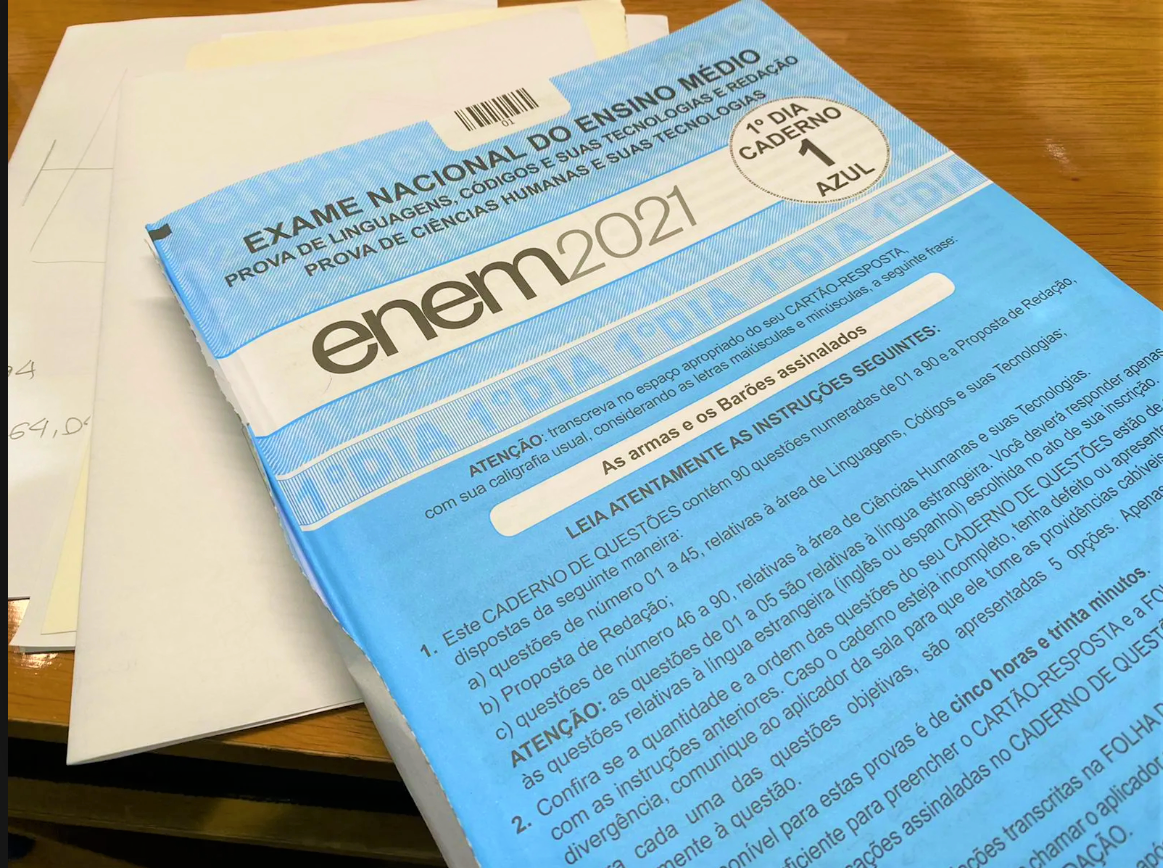 01
EXAME NACIONAL DO ENSINO MÉDIO
PROVA DE LINGUAGENS, CÓDIGOS E SUAS TECNOLOGIAS E REDAÇÃO
PROVA DE CIÊNCIAS HUMANAS E SUAS TECNOLOGIAS
1º DIA
CADERNO
1
AZUL
enem2021
1ºDIA 1ºDIA 1ºDIA 1ºDIA 1ºDIA
ATENÇÃO: transcreva no espaço apropriado do seu CARTÃO-RESPOSTA,
com sua caligrafia usual, considerando as letras maiúsculas e minúsculas, a seguinte frase:
As armas e os Barões assinalados
LEIA ATENTAMENTE AS INSTRUÇÕES SEGUINTES:
1. Este CADERNO DE QUESTÕES contém 90 questões numeradas de 01 a 90 e a Proposta de Redação,
dispostas da seguinte maneira:
a) questões de número 01 a 45, relativas à área de Linguagens, Códigos e suas Tecnologias;
b) Proposta de Redação;
c) questões de número 46 a 90, relativas à área de Ciências Humanas e suas Tecnologias.
ATENÇÃO: as questões de 01 a 05 são relativas à língua estrangeira. Você deverá responder apenas
às questões relativas à língua estrangeira (inglês ou espanhol) escolhida no ato de sua inscrição.
2. Confira se a quantidade e a ordem das questões do seu CADERNO DE QUESTÕES estão de
com as instruções anteriores. Caso o caderno esteja incompleto, tenha defeito ou apresente
divergência, comunique ao aplicador da sala para que ele tome as providências cabíveis
cada uma das questões objetivas, são apresentadas 5 opções. Apenas
à questão.
para estas provas é de cinco horas e trinta minutos.
para preencher o CARTÃO-RESPOSTA e a
assinaladas no CADERNO DE
transcritas na FOLHA
o aplicador
64,